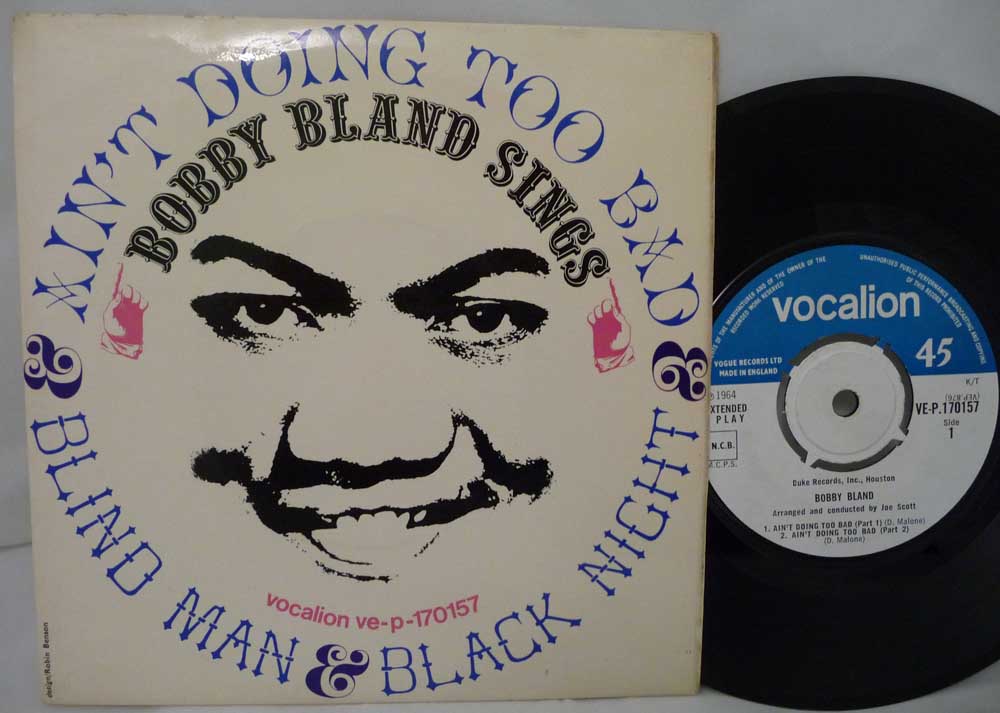 AIN'T DOING TOO BAD
BOBBY BLAND SINGS
& BLIND MAN & BLACK NIGHT &
vocalion ve-p-170157
design/Robin Benson
OF THE MANUFACTURER AND OF THE OWNER OF THE
RECORDED WORK RESERVED
UNAUTHORISED PUBLIC PERFORMANCE BROADCASTING AND COPYING
OF THIS RECORD PROHIBITED
vocalion
45
VOGUE RECORDS LTD
MADE IN ENGLAND
K/T
℗1964
(VEP.876)
EXTENDED
PLAY
VE-P.170157
Side
1
N.C.B.
M.C.P.S.
Duke Records, Inc., Houston
BOBBY BLAND
Arranged and conducted by Joe Scott
1. AIN'T DOING TOO BAD (Part 1) (D. Malone)
2. AIN'T DOING TOO BAD (Part 2)
(D. Malone)